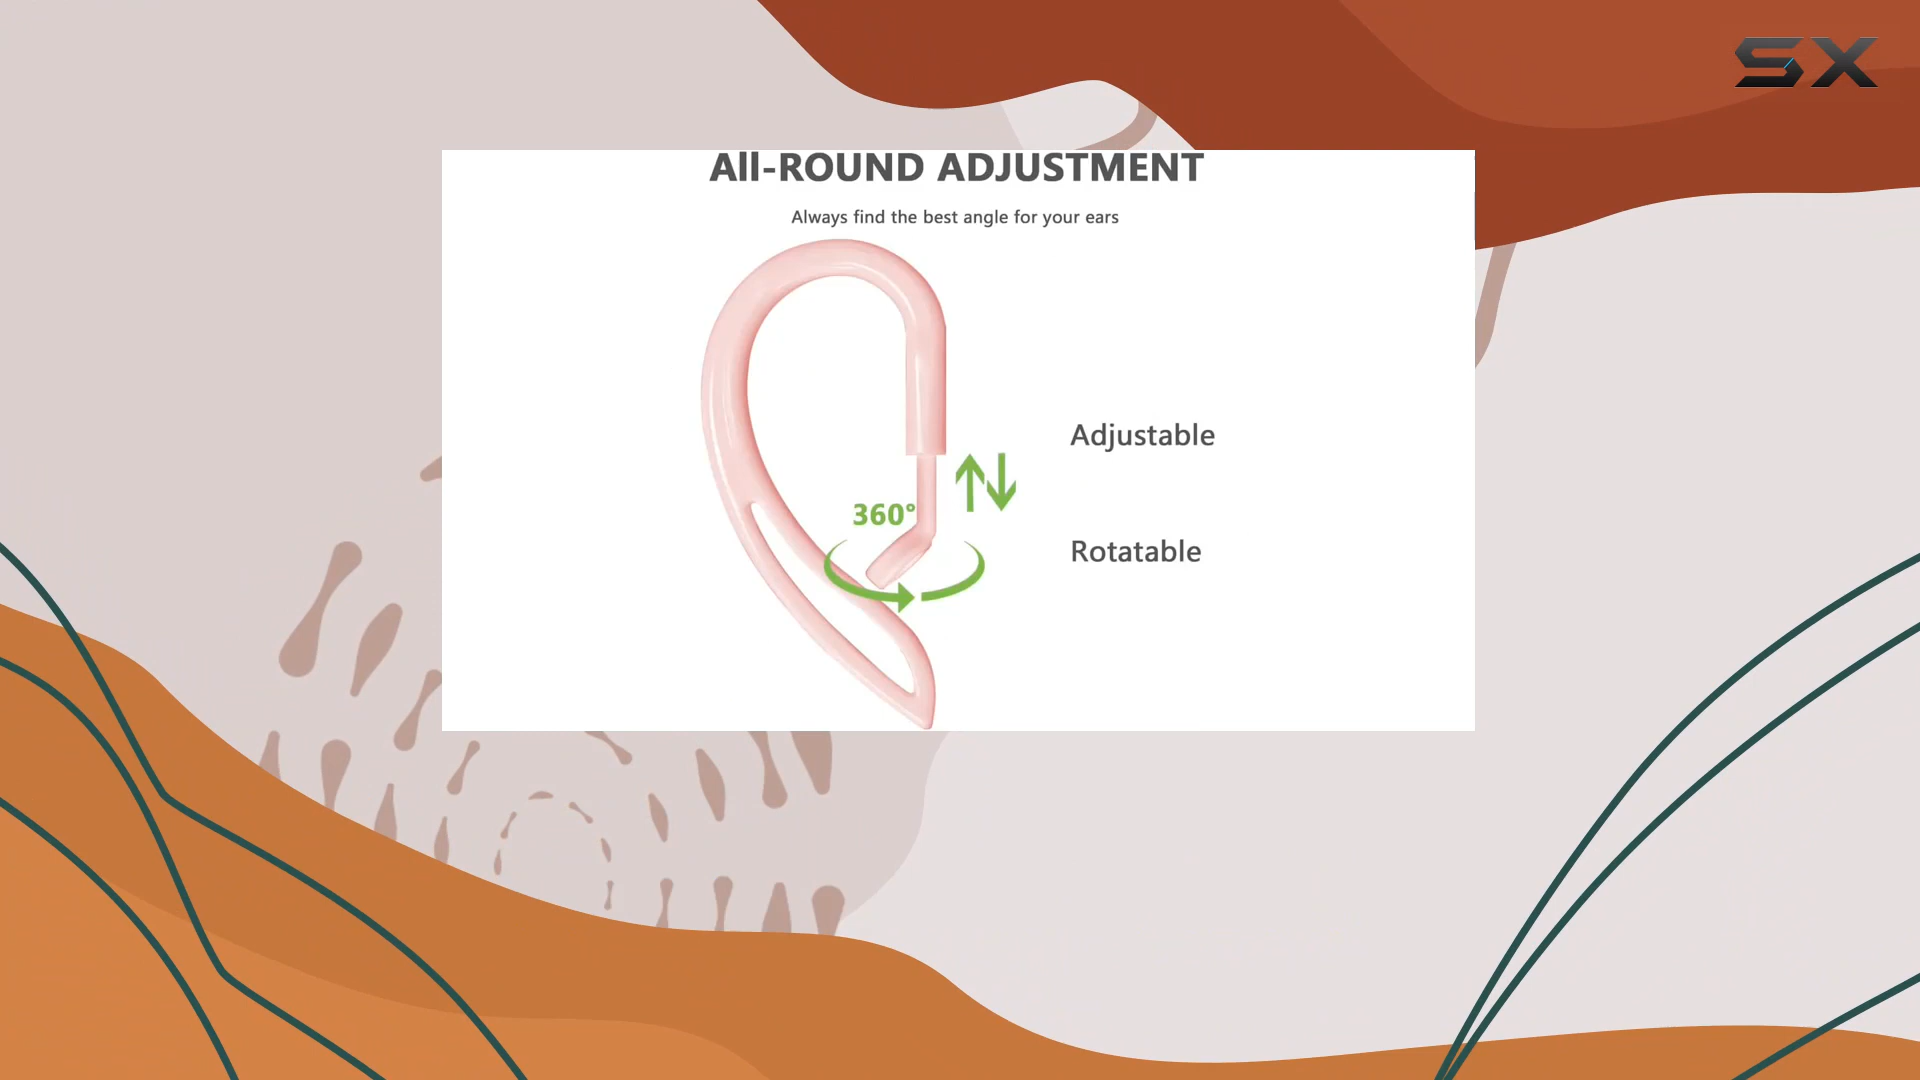 SX
All-ROUND ADJUSTMENT
Always find the best angle for your ears
Adjustable
360°
Rotatable